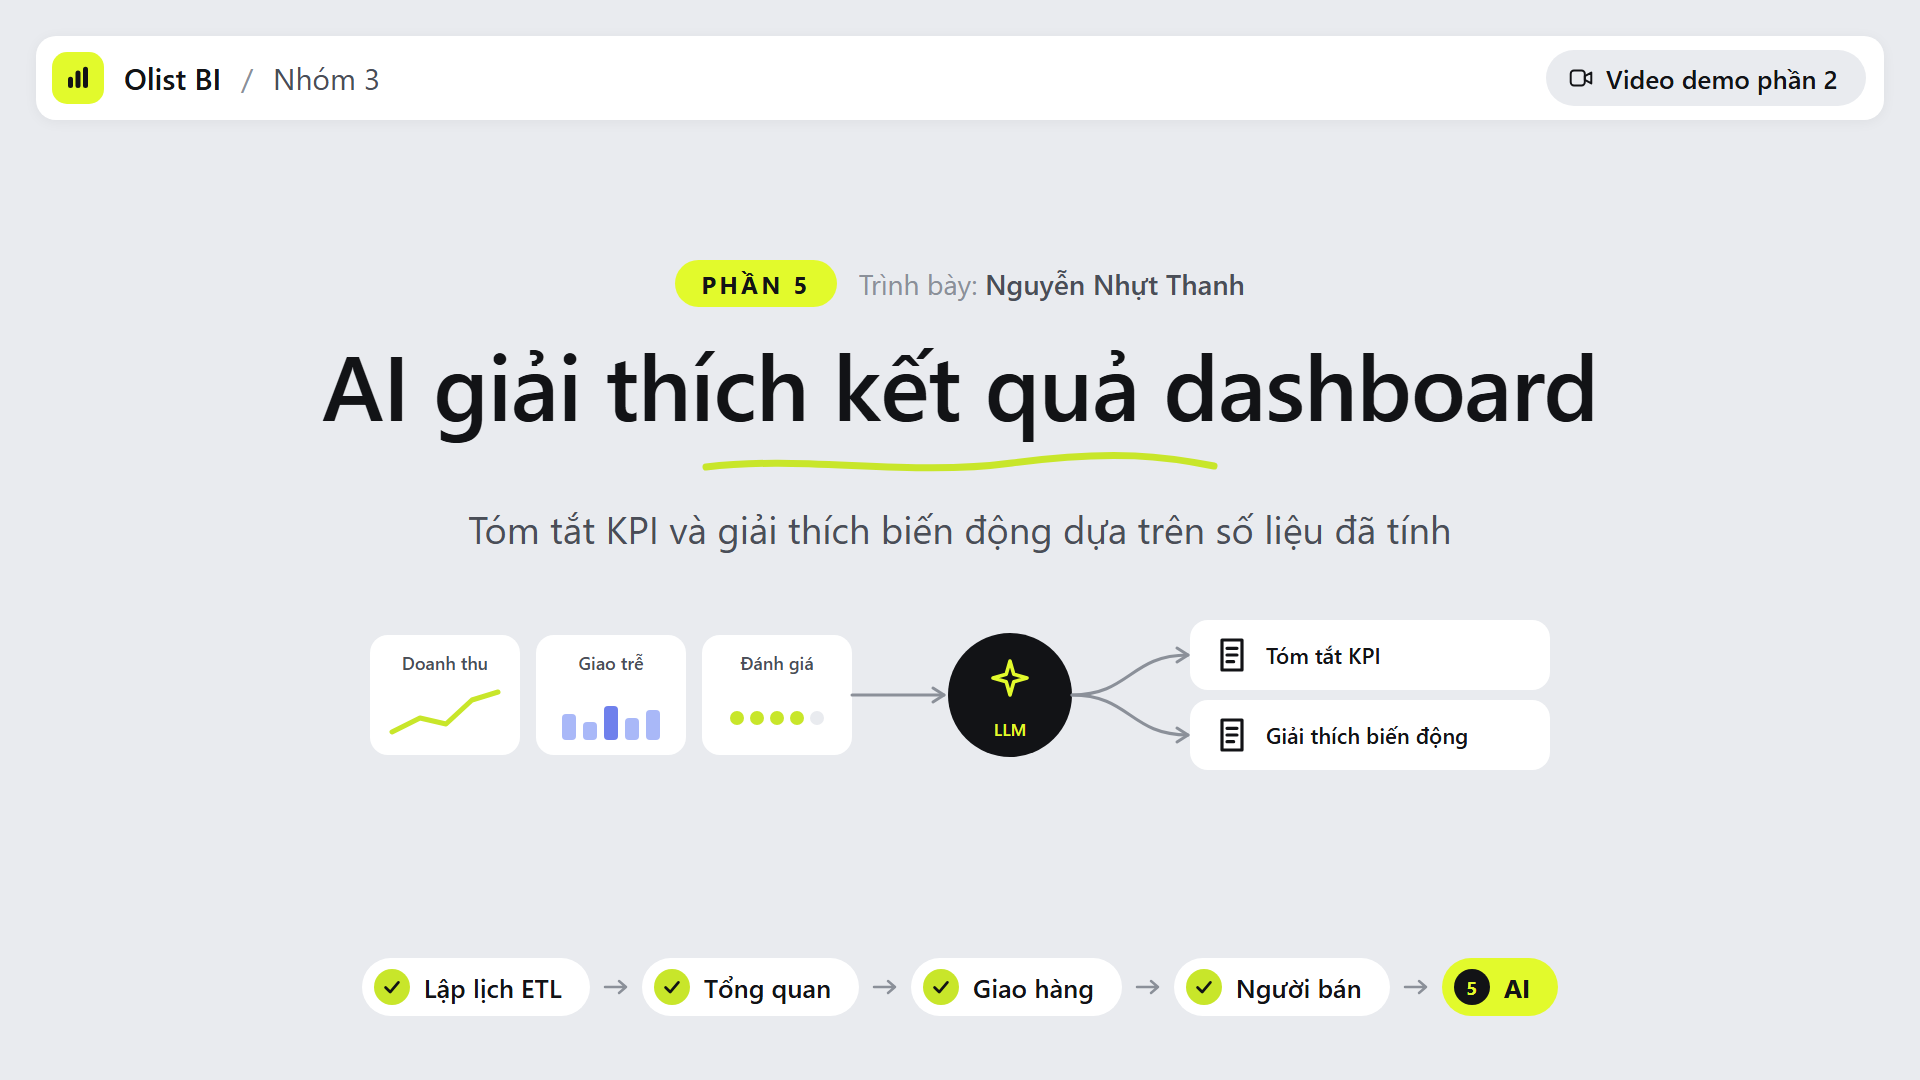 Olist BI / Nhóm 3
Video demo phần 2
PHẦN 5
Trình bày: Nguyễn Nhựt Thanh
AI giải thích kết quả dashboard
Tóm tắt KPI và giải thích biến động dựa trên số liệu đã tính
Doanh thu
Giao trễ
Đánh giá
LLM
Tóm tắt KPI
Giải thích biến động
Lập lịch ETL
Tổng quan
Giao hàng
Người bán
5 AI